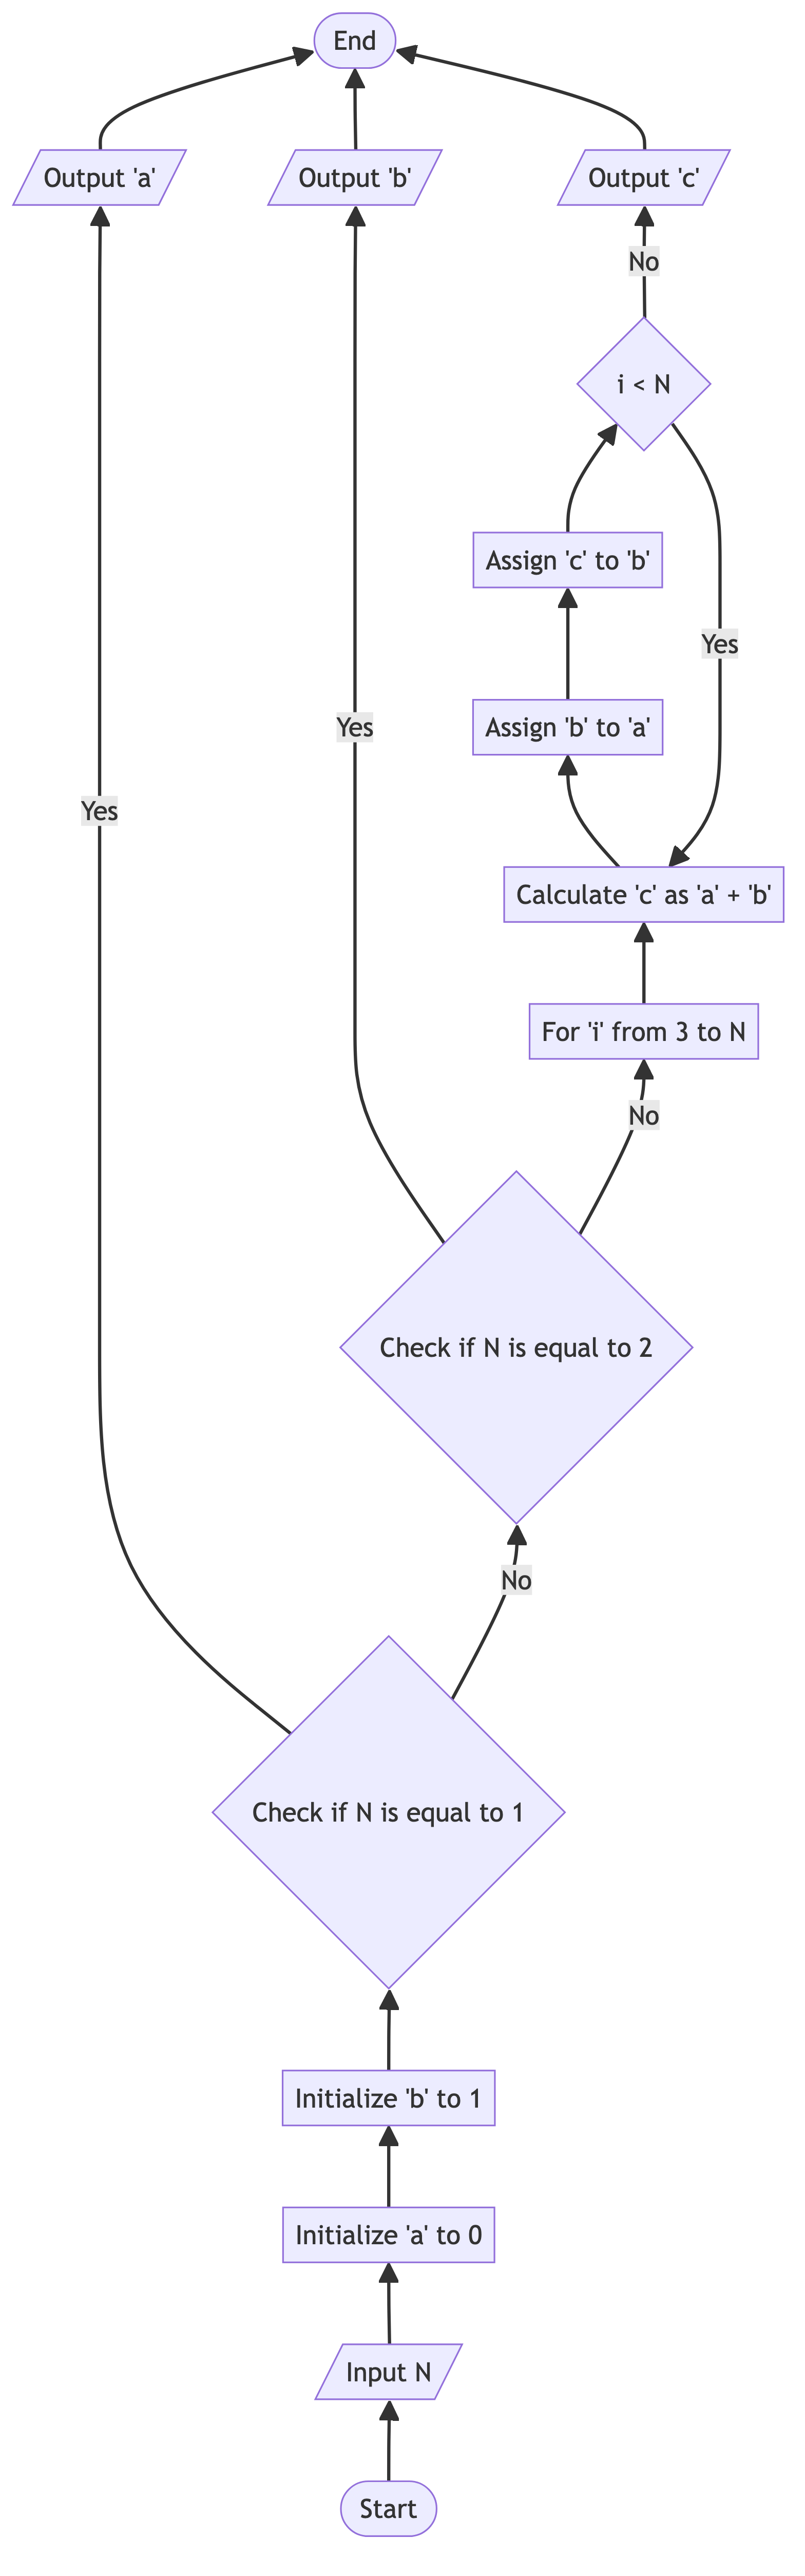 End
Output 'a'
Output 'b'
Output 'c'
No
i < N
Assign 'c' to 'b'
Yes
Assign 'b' to 'a'
Yes
Yes
Calculate 'c' as 'a' + 'b'
For 'i' from 3 to N
No
Check if N is equal to 2
No
Check if N is equal to 1
Initialize 'b' to 1
Initialize 'a' to 0
Input N
Start